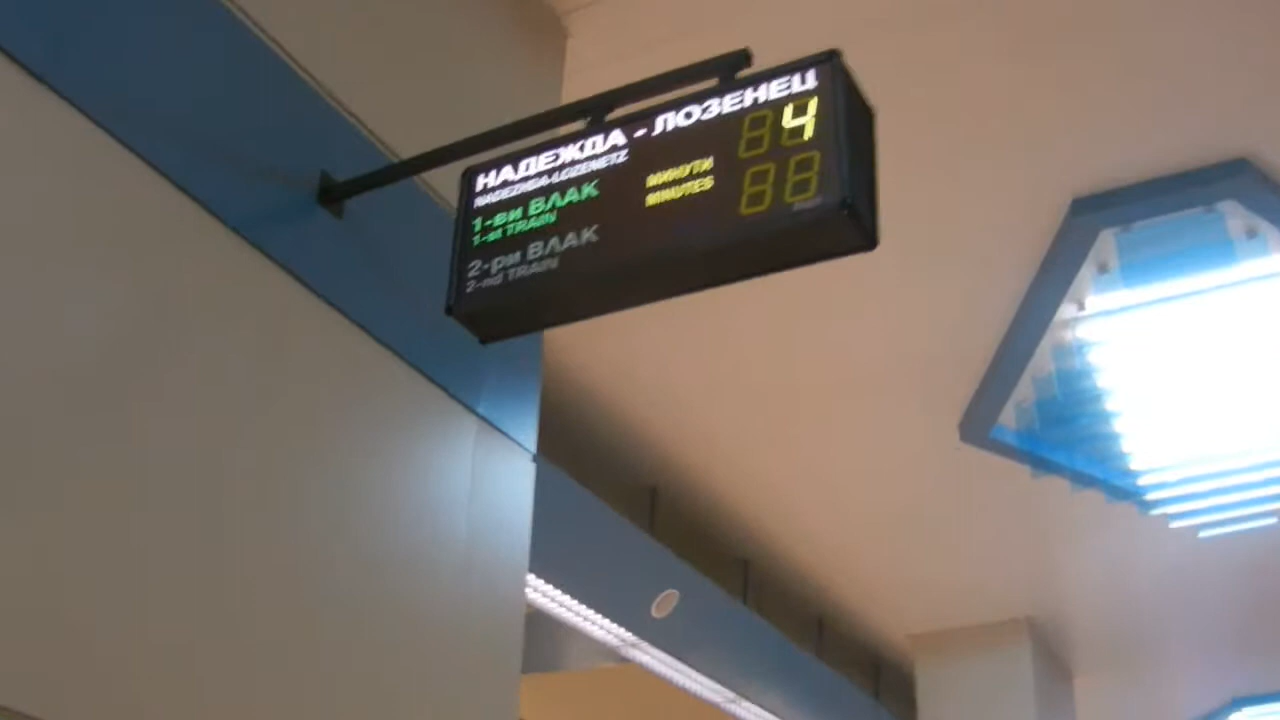 НАДЕЖДА - ЛОЗЕНЕЦ
NADEZHDA-LOZENETZ
1-ви ВЛАК
1-st TRAIN
МИНУТИ
MINUTES
4
2-ри ВЛАК
2-nd TRAIN